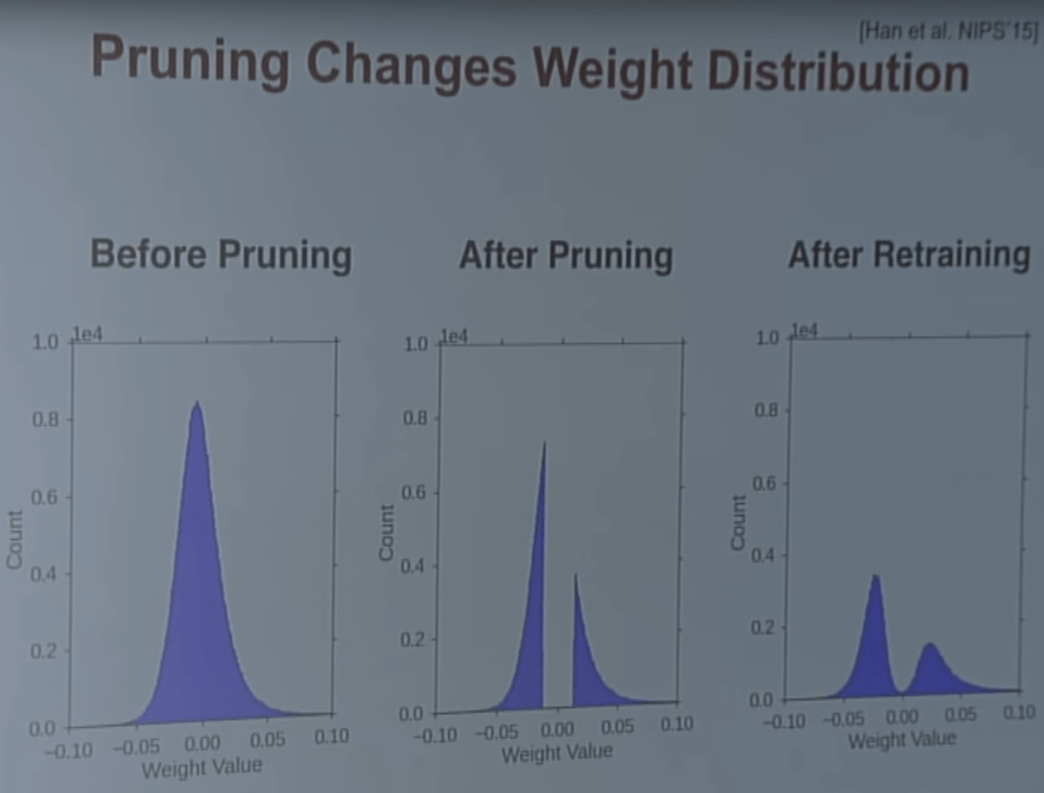 [Han et al. NIPS'15]
Pruning Changes Weight Distribution
Before Pruning
After Pruning
After Retraining
1e4
1.0
0.8
0.6
0.4
0.2
0.0
Count
−0.10 −0.05 0.00 0.05 0.10
Weight Value
1e4
1.0
0.8
0.6
0.4
0.2
0.0
Count
−0.10 −0.05 0.00 0.05 0.10
Weight Value
1e4
1.0
0.8
0.6
0.4
0.2
0.0
Count
−0.10 −0.05 0.00 0.05 0.10
Weight Value